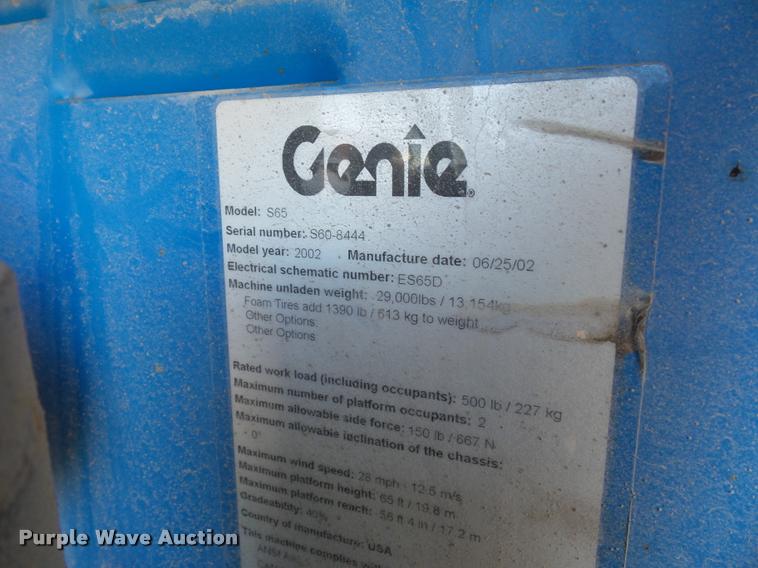 Genie
Model: S65
Serial number: S60-8444
Model year: 2002 Manufacture date: 06/25/02
Electrical schematic number: ES65D
Machine unladen weight: 29,000lbs / 13,154kg
Foam Tires add 1390 lb / 613 kg to weight
Other Options:
Other Options:
Rated work load (including occupants): 500 lb / 227 kg
Maximum number of platform occupants: 2
Maximum allowable side force: 150 lb / 667 N
Maximum allowable inclination of the chassis:
0°
Maximum wind speed: 28 mph 12.5 m/s
Maximum platform height: 65 ft / 19.8 m
Maximum platform reach: 56 ft 4 in / 17.2 m
Gradeability: 40%
Country of manufacture: USA
This machine complies with
ANSI
Purple Wave Auction